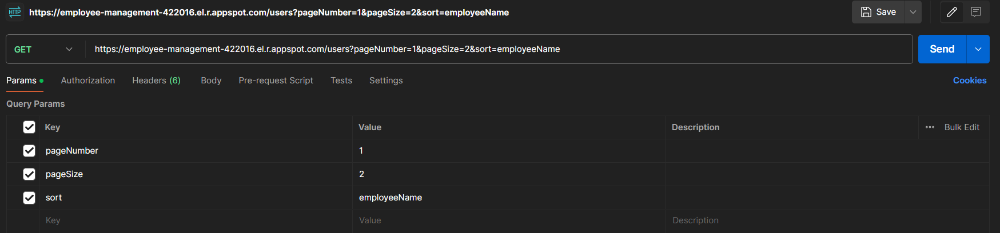 HTTP https://employee-management-422016.el.r.appspot.com/users?pageNumber=1&pageSize=2&sort=employeeName Save
GET https://employee-management-422016.el.r.appspot.com/users?pageNumber=1&pageSize=2&sort=employeeName Send
Params Authorization Headers (6) Body Pre-request Script Tests Settings Cookies
Query Params
Key Value Description Bulk Edit
pageNumber 1
pageSize 2
sort employeeName
Key Value Description